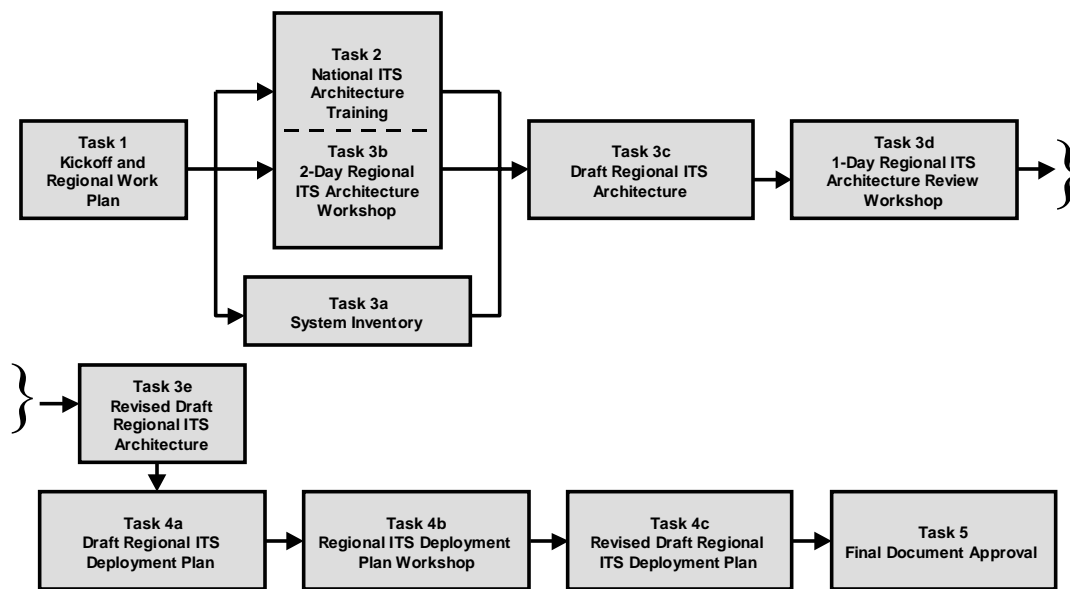 Task 1
Kickoff and
Regional Work
Plan
Task 2
National ITS
Architecture
Training
Task 3b
2-Day Regional
ITS Architecture
Workshop
Task 3a
System Inventory
Task 3c
Draft Regional ITS
Architecture
Task 3d
1-Day Regional ITS
Architecture Review
Workshop
}
}
Task 3e
Revised Draft
Regional ITS
Architecture
Task 4a
Draft Regional ITS
Deployment Plan
Task 4b
Regional ITS Deployment
Plan Workshop
Task 4c
Revised Draft Regional
ITS Deployment Plan
Task 5
Final Document Approval